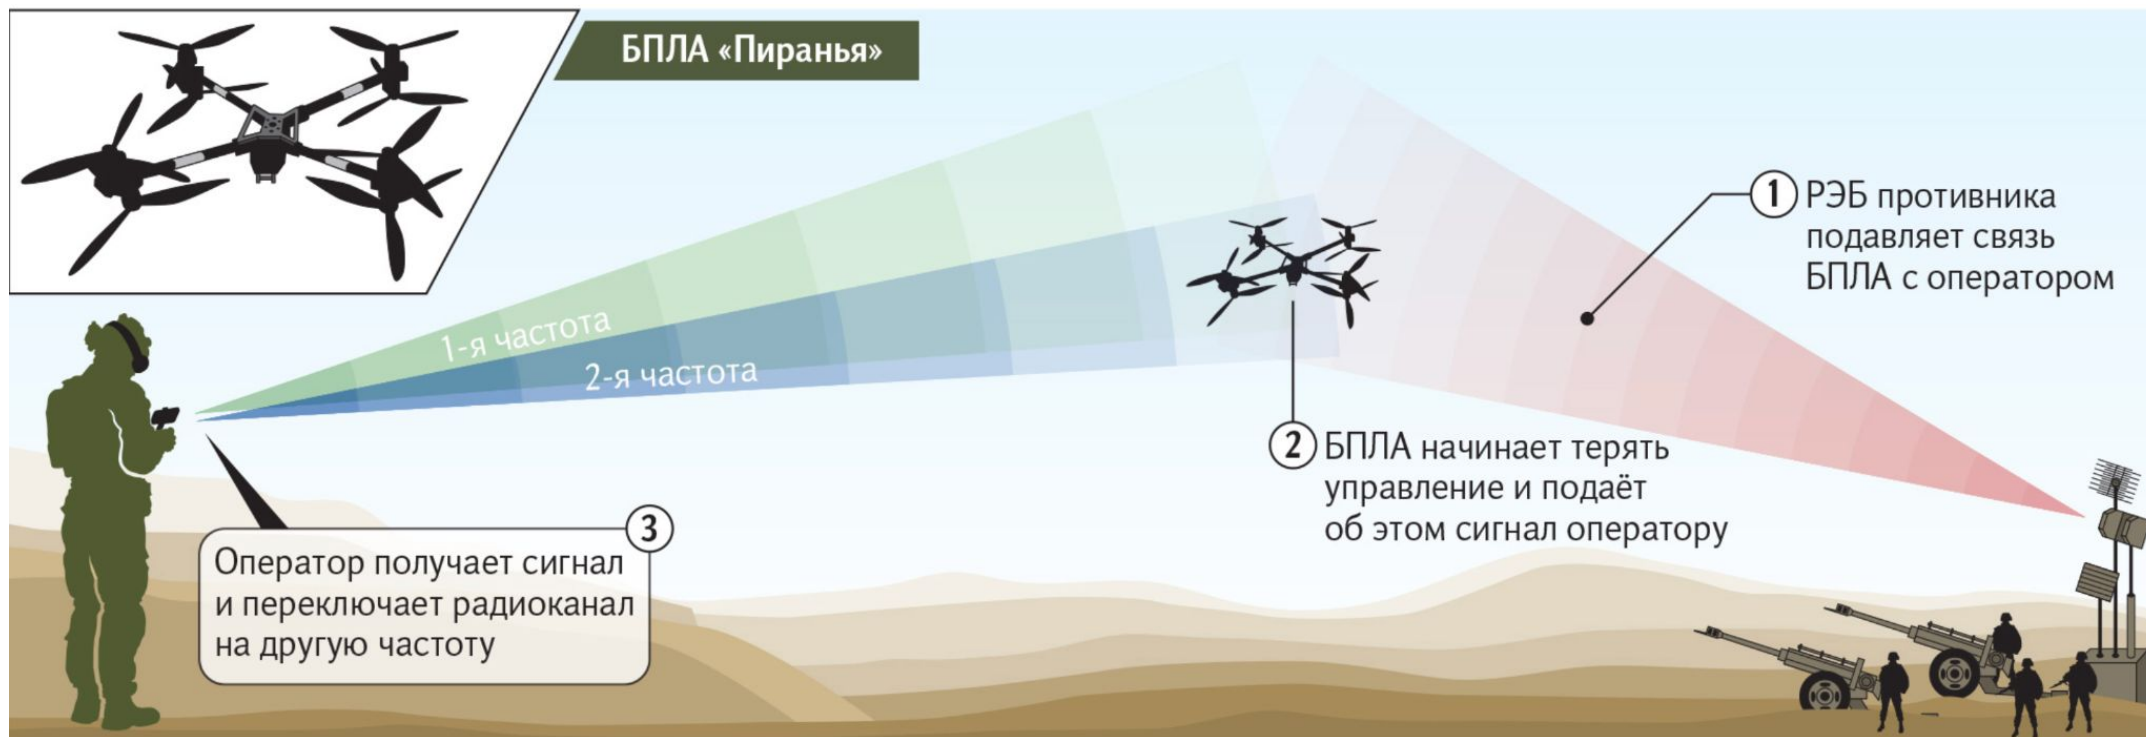 БПЛА «Пиранья»
1-я частота
2-я частота
1 РЭБ противника
подавляет связь
БПЛА с оператором
2 БПЛА начинает терять
управление и подаёт
об этом сигнал оператору
3
Оператор получает сигнал
и переключает радиоканал
на другую частоту